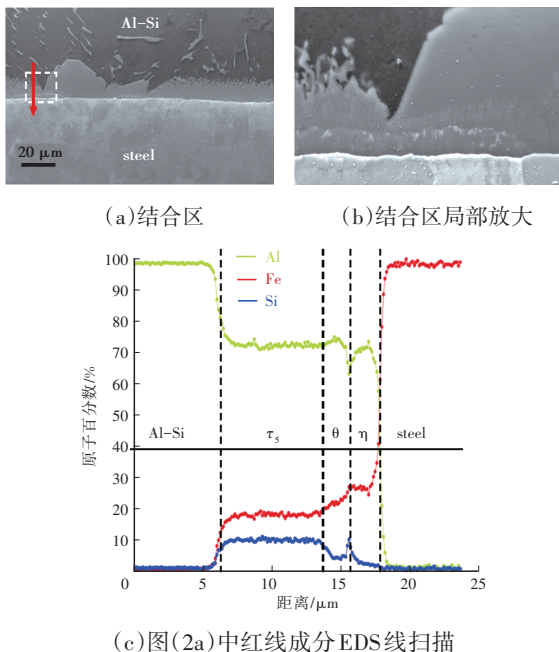 Al-Si
20 μm
steel
(a)结合区
(b)结合区局部放大
Al
Fe
Si
原子百分数/%
100
90
80
70
60
50
40
30
20
10
0
Al-Si
τ₅
θ
η
steel
0 5 10 15 20 25
距离/μm
(c)图(2a)中红线成分EDS线扫描